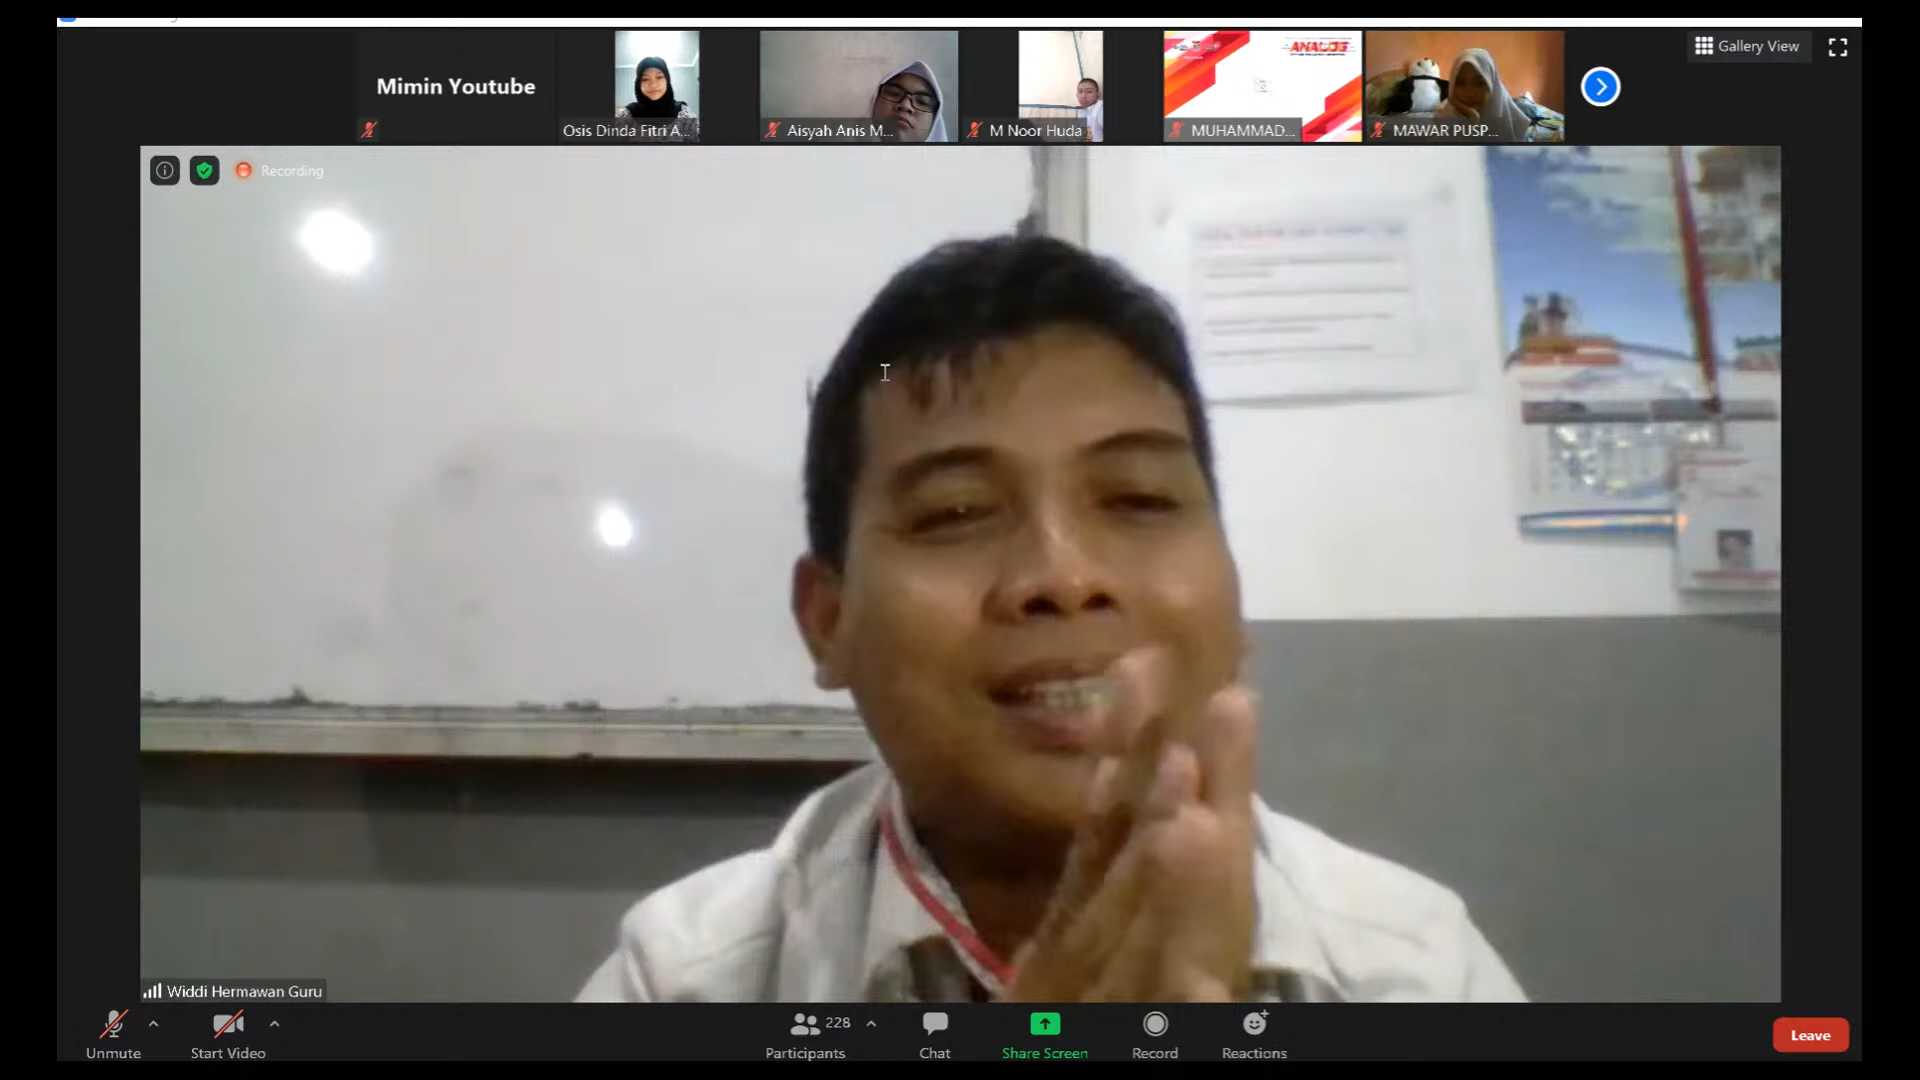 Mimin Youtube
Osis Dinda Fitri A...
Aisyah Anis M...
M Noor Huda
ANALOG
MUHAMMAD...
MAWAR PUSP...
Gallery View
Recording
Widdi Hermawan Guru
Unmute
Start Video
228
Participants
Chat
Share Screen
Record
Reactions
Leave